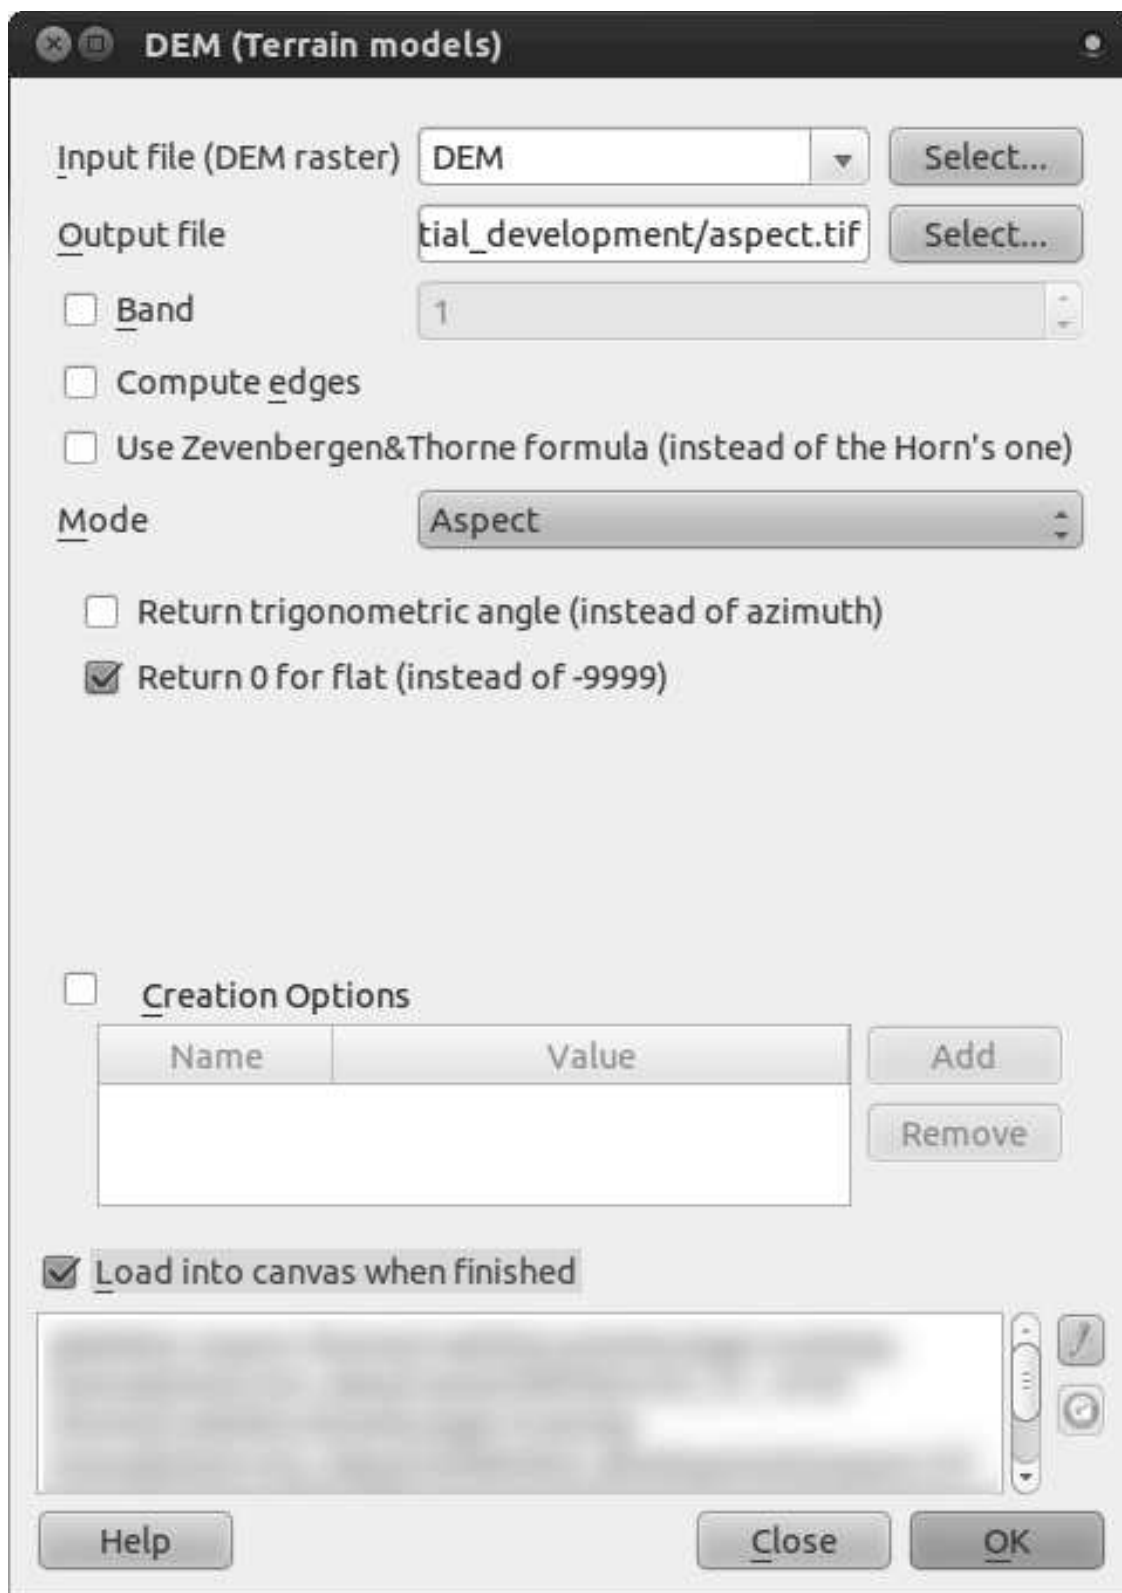 DEM (Terrain models)
Input file (DEM raster) DEM Select...
Output file tial_development/aspect.tif Select...
Band 1
Compute edges
Use Zevenbergen&Thorne formula (instead of the Horn's one)
Mode Aspect
Return trigonometric angle (instead of azimuth)
Return 0 for flat (instead of -9999)
Creation Options
Name Value Add
Remove
Load into canvas when finished
Help Close OK